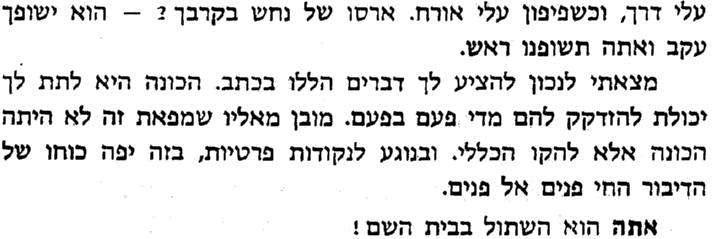 עלי דרך, וכשפיפון עלי אורח. ארסו של נחש בקרבך? — הוא ישופך
עקב ואתה תשופנו ראש.
מצאתי לנכון להציע לך דברים הללו בכתב. הכונה היא לתת לך
יכולת להזדקק להם מדי פעם בפעם. מובן מאליו שמפאת זה לא היתה
הכונה אלא להקו הכללי. ובנוגע לנקודות פרטיות, בזה יפה כוחו של
הדיבור החי פנים אל פנים.
אתה הוא השתול בבית השם!